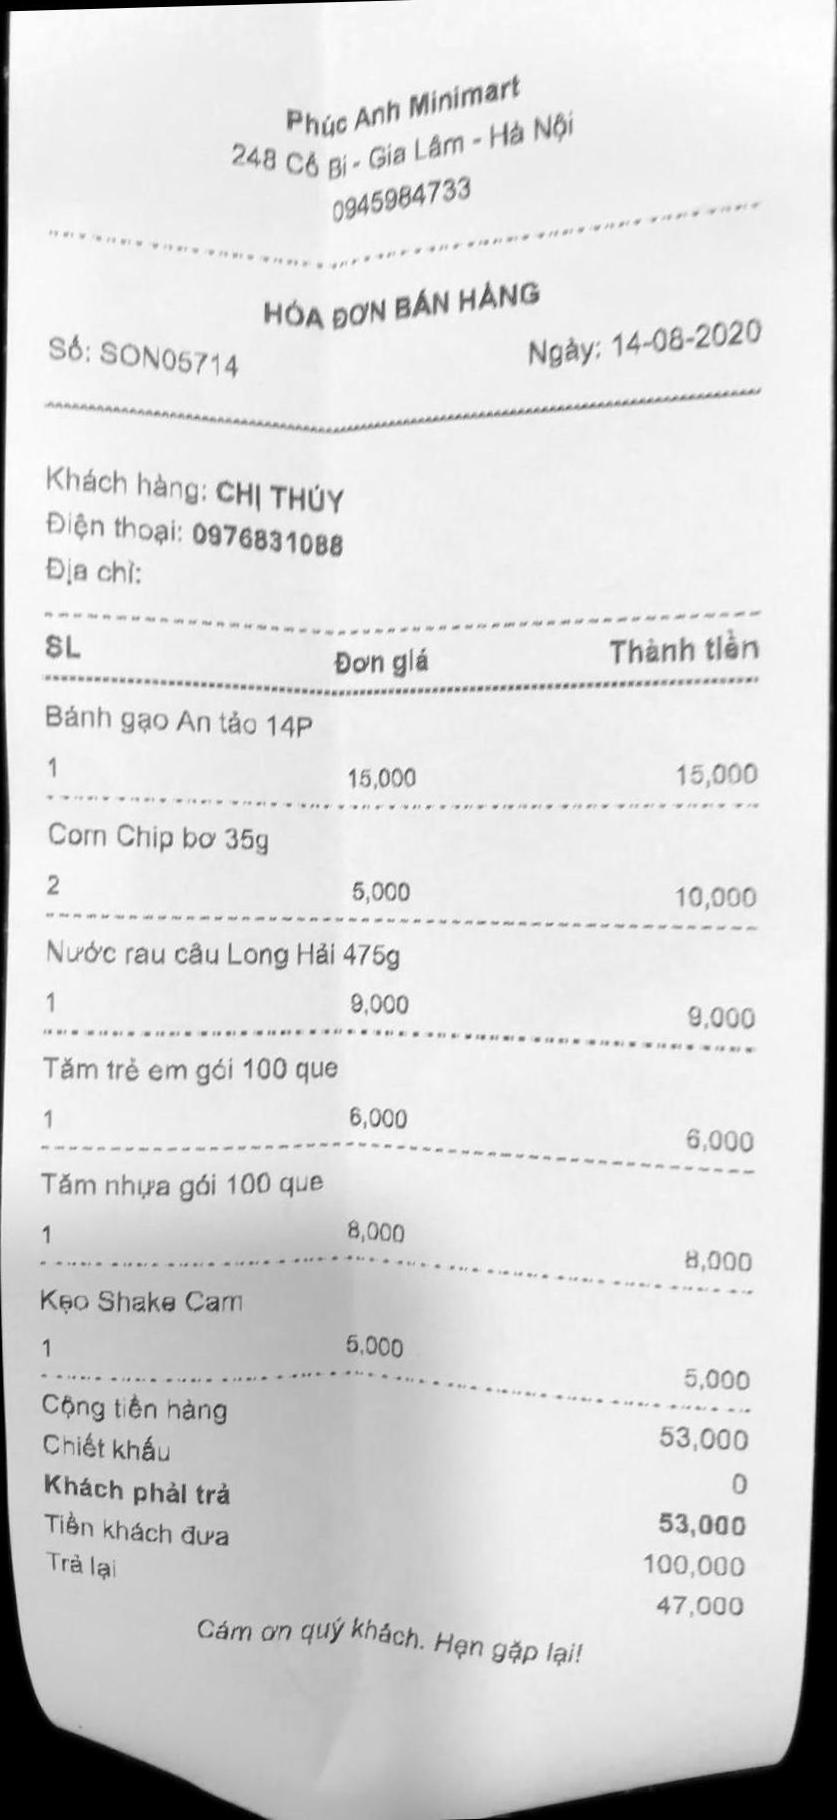 Phúc Anh Minimart
248 Cổ Bi - Gia Lâm - Hà Nội
0945984733
HÓA ĐƠN BÁN HÀNG
Số: SON05714 Ngày: 14-08-2020
Khách hàng: CHỊ THÚY
Điện thoại: 0976831088
Địa chỉ:
SL Đơn giá Thành tiền
Bánh gạo An tảo 14P
1 15,000 15,000
Corn Chip bơ 35g
2 5,000 10,000
Nước rau câu Long Hải 475g
1 9,000 9,000
Tăm trẻ em gói 100 que
1 6,000 6,000
Tăm nhựa gói 100 que
1 8,000 8,000
Kẹo Shake Cam
1 5,000 5,000
Cộng tiền hàng 53,000
Chiết khấu 0
Khách phải trả 53,000
Tiền khách đưa 100,000
Trả lại 47,000
Cám ơn quý khách. Hẹn gặp lại!